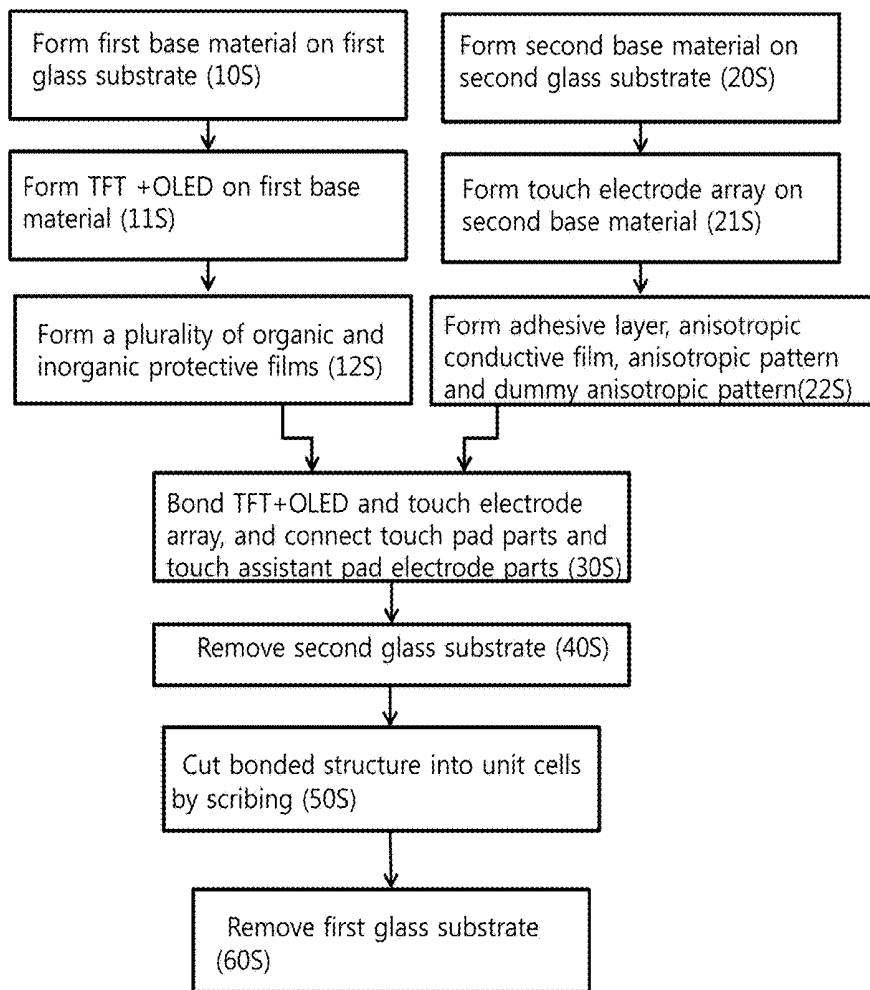 Form first base material on first
glass substrate (10S)
Form second base material on
second glass substrate (20S)
Form TFT +OLED on first base
material (11S)
Form touch electrode array on
second base material (21S)
Form a plurality of organic and
inorganic protective films (12S)
Form adhesive layer, anisotropic
conductive film, anisotropic pattern
and dummy anisotropic pattern(22S)
Bond TFT+OLED and touch electrode
array, and connect touch pad parts and
touch assistant pad electrode parts (30S)
Remove second glass substrate (40S)
Cut bonded structure into unit cells
by scribing (50S)
Remove first glass substrate
(60S)